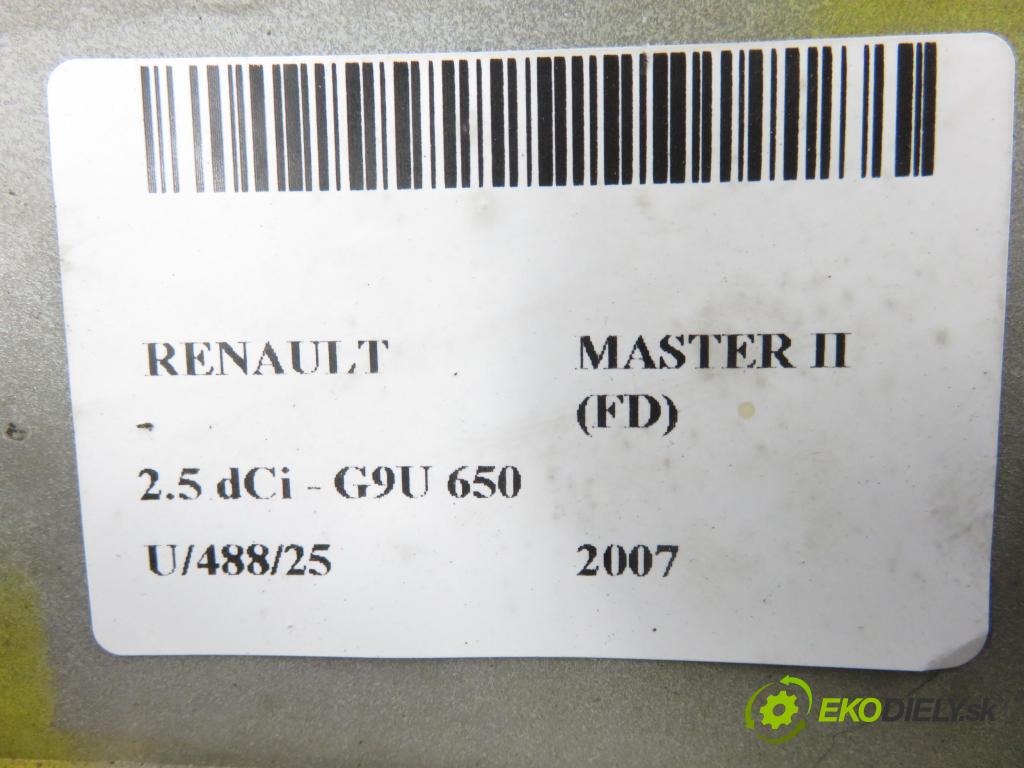 RENAULT MASTER II
- (FD)
2.5 dCi - G9U 650
U/488/25 2007
EKODIELY.sk